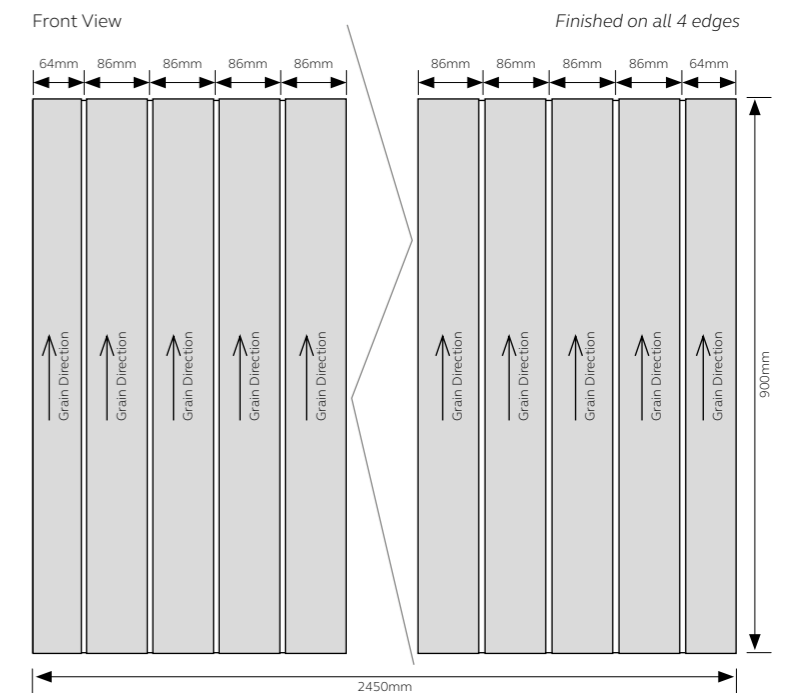 Front View
Finished on all 4 edges
64mm 86mm 86mm 86mm 86mm
86mm 86mm 86mm 86mm 64mm
Grain Direction
Grain Direction
Grain Direction
Grain Direction
Grain Direction
Grain Direction
Grain Direction
Grain Direction
Grain Direction
Grain Direction
900mm
2450mm